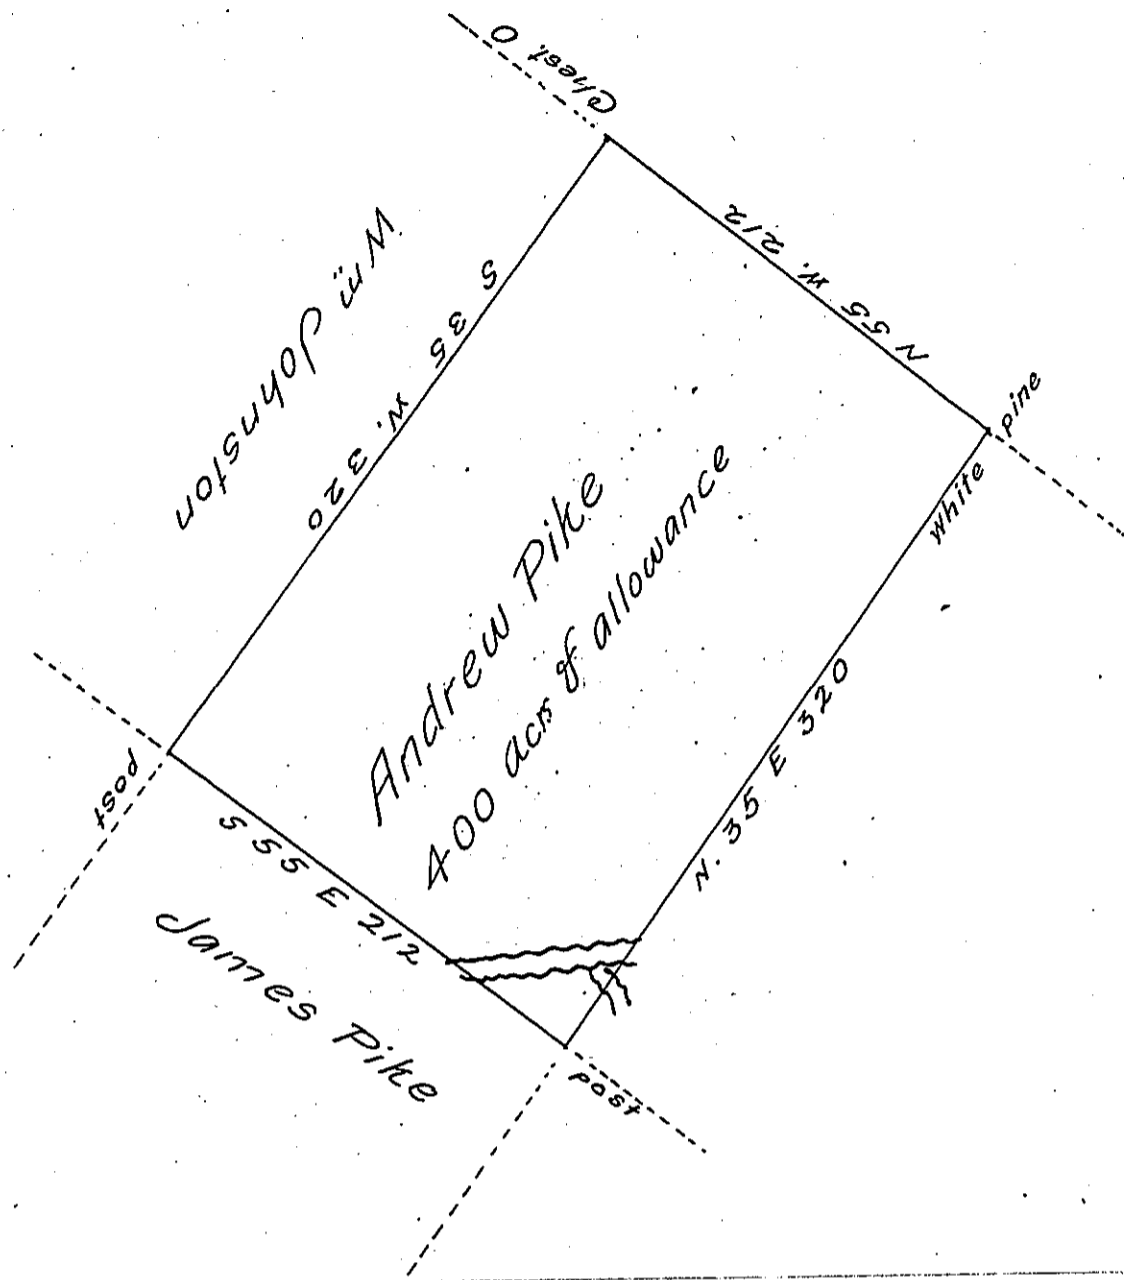 Chest. O
Wm. Johnston
S 35 W. 320
N 55 W. 212
pine
White
Andrew Pike
400 acrs & allowance
N. 35 E 320
post
S 55 E 212
James Pike
post